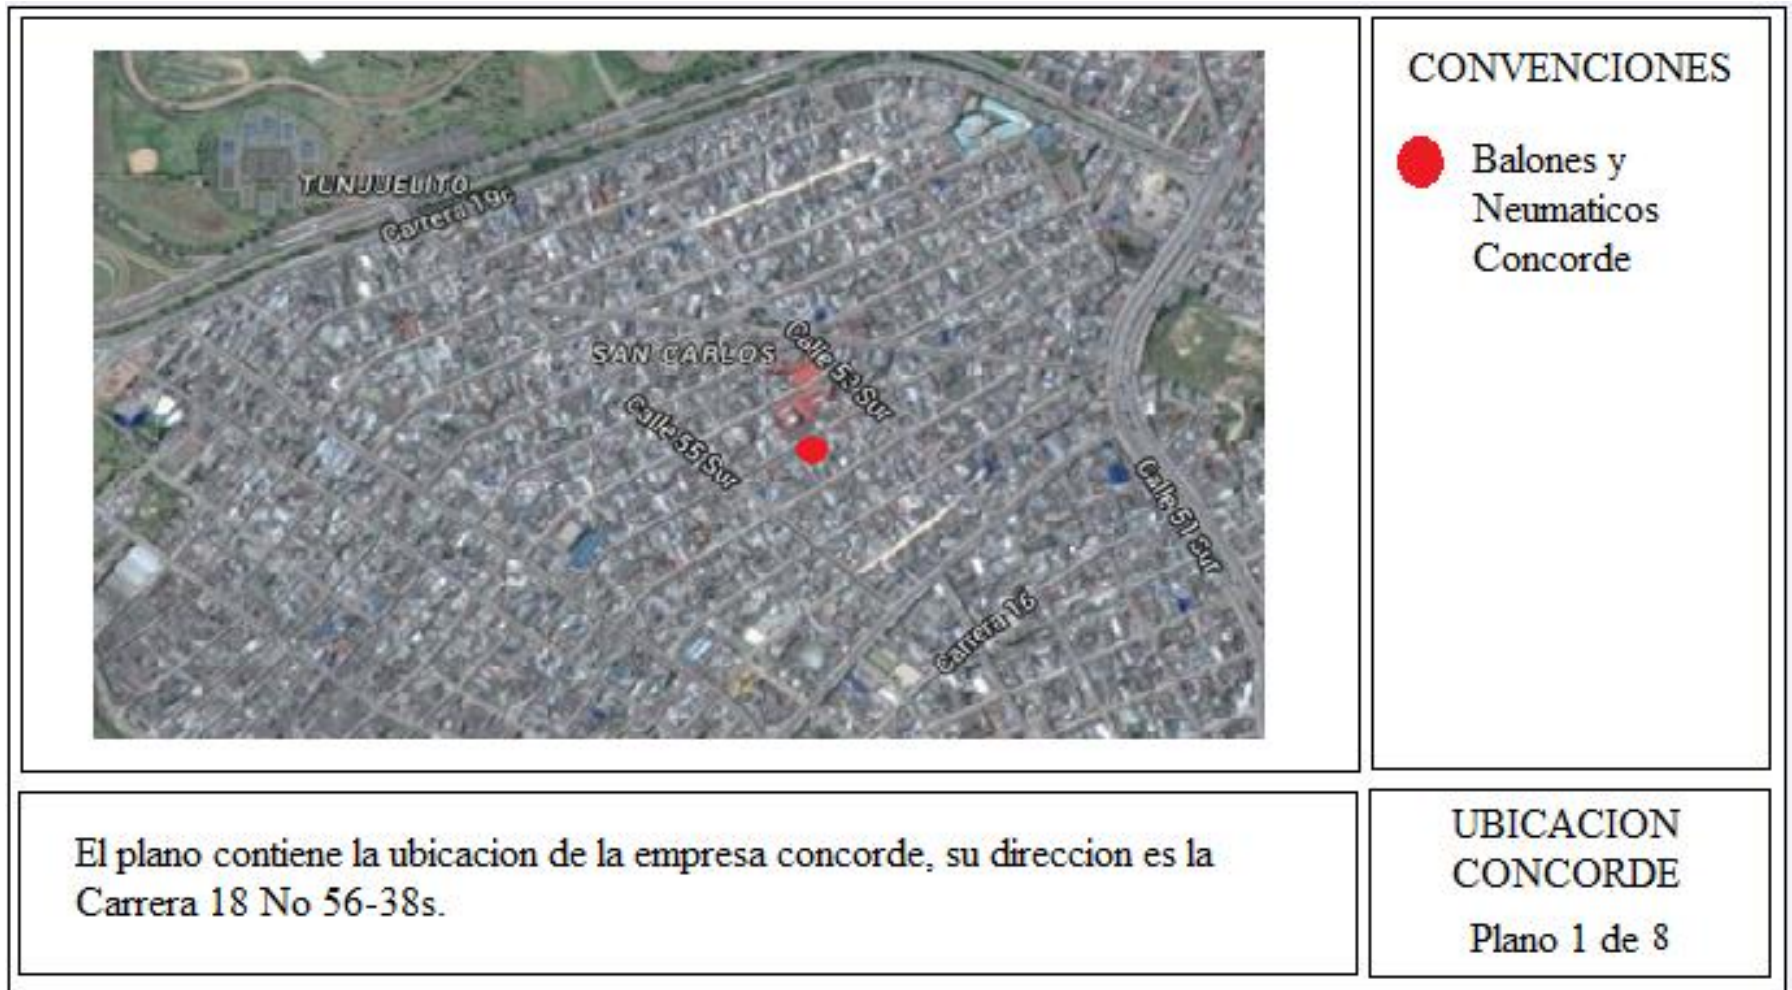 TUNJUELITO
Carrera 19c
SAN CARLOS
Calle 53 Sur
Calle 55 Sur
Calle 51 Sur
Carrera 16
CONVENCIONES
Balones y
Neumaticos
Concorde
El plano contiene la ubicacion de la empresa concorde, su direccion es la
Carrera 18 No 56-38s.
UBICACION
CONCORDE
Plano 1 de 8